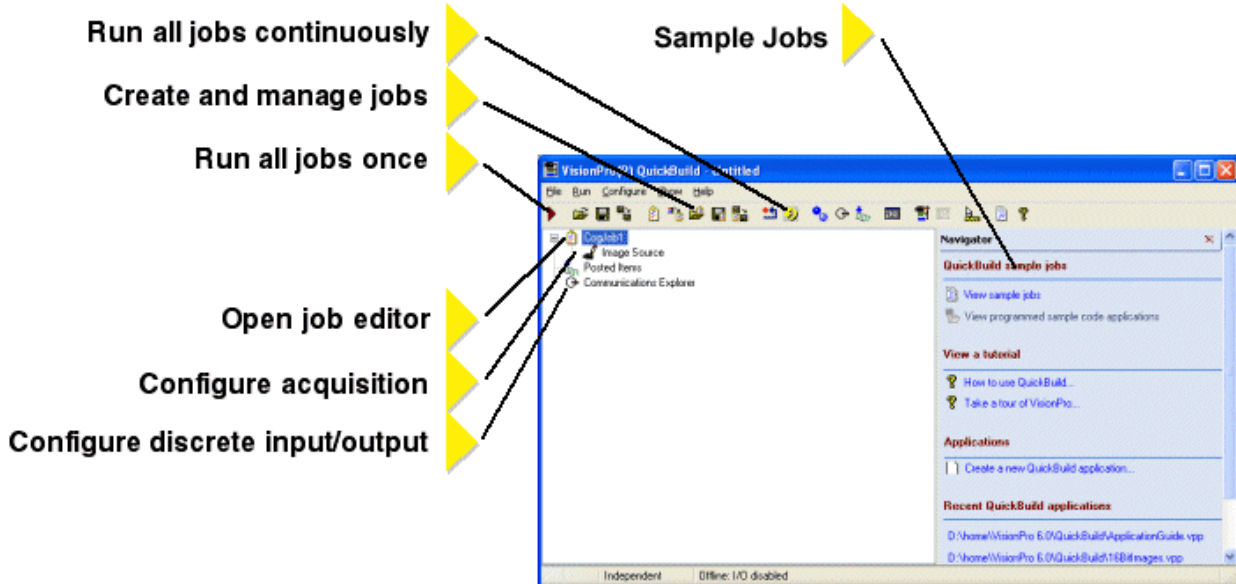 Run all jobs continuously
Sample Jobs
Create and manage jobs
Run all jobs once
VisionPro(R) QuickBuild - Untitled
File Run Configure Show Help
CogJob1
Image Source
Posted Items
Communications Explorer
Navigator
QuickBuild sample jobs
View sample jobs
View programmed sample code applications
View a tutorial
How to use QuickBuild...
Take a tour of VisionPro...
Applications
Create a new QuickBuild application...
Recent QuickBuild applications
D:\home\VisionPro 6.0\QuickBuild\ApplicationGuide.vpp
D:\home\VisionPro 6.0\QuickBuild\16BitImages.vpp
Open job editor
Configure acquisition
Configure discrete input/output
Independent Offline: I/O disabled